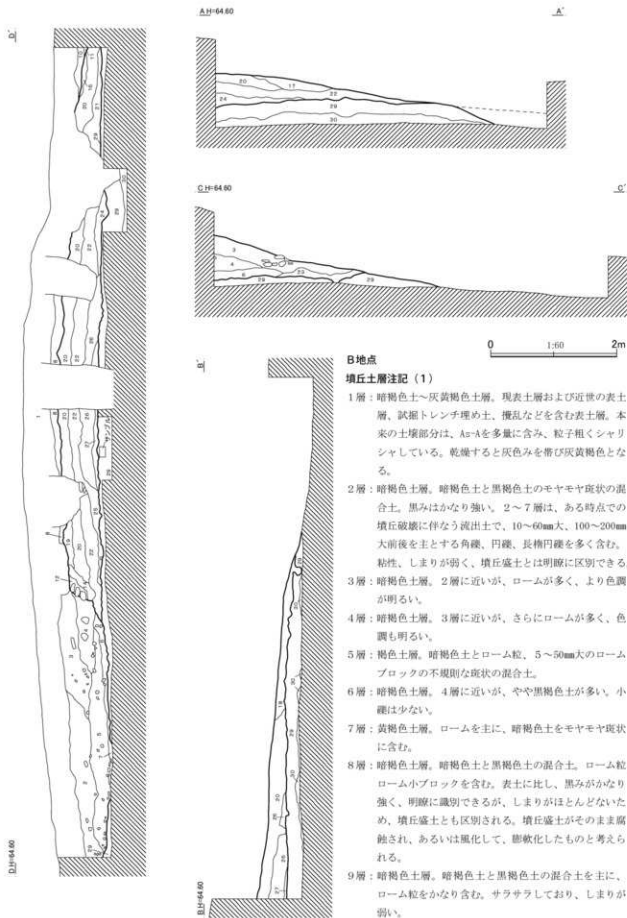 A H=64.60
A'
20
17
22
24
29
30
C H=64.60
C'
3
4
23
6
29
29
0
1:60
2m
D'
D H=64.60
サンプル
B'
B H=64.60
B地点
墳丘土層注記（1）
1層：暗褐色土～灰黄褐色土層。現表土層および近世の表土
層、試掘トレンチ埋め土、攪乱などを含む表土層。本
来の土壌部分は、As-Aを多量に含み、粒子粗くシャリ
シャしている。乾燥すると灰色みを帯び灰黄褐色とな
る。
2層：暗褐色土層。暗褐色土と黒褐色土のモヤモヤ斑状の混
合土。黒みはかなり強い。2～7層は、ある時点での
墳丘破壊に伴なう流出土で、10～60㎜大、100～200㎜
大前後を主とする角礫、円礫、長楕円礫を多く含む。
粘性、しまりが弱く、墳丘盛土とは明瞭に区別できる
3層：暗褐色土層。2層に近いが、ロームが多く、より色調
が明るい。
4層：暗褐色土層。3層に近いが、さらにロームが多く、色
調も明るい。
5層：褐色土層。暗褐色土とローム粒、5～50㎜大のローム
ブロックの不規則な斑状の混合土。
6層：暗褐色土層。4層に近いが、やや黒褐色土が多い。小
礫は少ない。
7層：黄褐色土層。ロームを主に、暗褐色土をモヤモヤ斑状
に含む。
8層：暗褐色土層。暗褐色土と黒褐色土の混合土。ローム粒
ローム小ブロックを含む。表土に比し、黒みがかなり
強く、明瞭に識別できるが、しまりがほとんどないた
め、墳丘盛土とも区別される。墳丘盛土がそのまま腐
蝕され、あるいは風化して、膨軟化したものと考えら
れる。
9層：暗褐色土層。暗褐色土と黒褐色土の混合土を主に、
ローム粒をかなり含む。サラサラしており、しまりが
弱い。